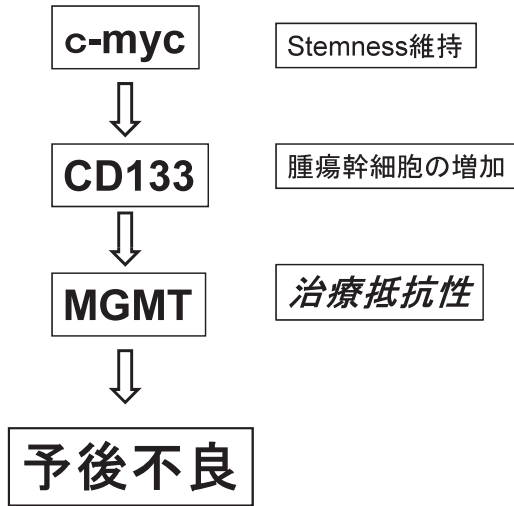 c-myc
Stemness維持
CD133
腫瘍幹細胞の増加
MGMT
治療抵抗性
予後不良